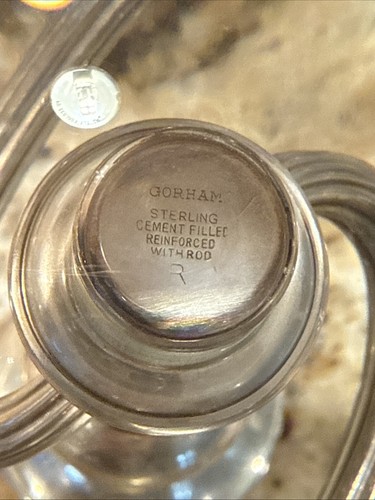 GORHAM
STERLING
CEMENT FILLED
REINFORCED
WITH ROD
R